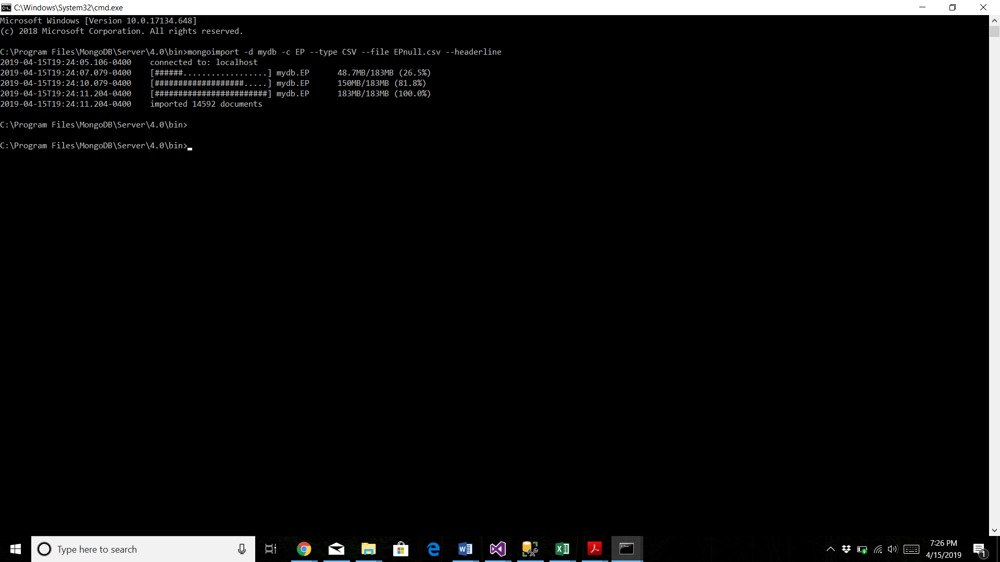 C:\Windows\System32\cmd.exe
Microsoft Windows [Version 10.0.17134.648]
(c) 2018 Microsoft Corporation. All rights reserved.
C:\Program Files\MongoDB\Server\4.0\bin>mongoimport -d mydb -c EP --type CSV --file EPnull.csv --headerline
2019-04-15T19:24:05.106-0400    connected to: localhost
2019-04-15T19:24:07.079-0400    [######..................] mydb.EP      48.7MB/183MB (26.5%)
2019-04-15T19:24:10.079-0400    [###################.....] mydb.EP      150MB/183MB (81.8%)
2019-04-15T19:24:11.204-0400    [########################] mydb.EP      183MB/183MB (100.0%)
2019-04-15T19:24:11.204-0400    imported 14592 documents
C:\Program Files\MongoDB\Server\4.0\bin>
C:\Program Files\MongoDB\Server\4.0\bin>
Type here to search
7:26 PM
4/15/2019
1